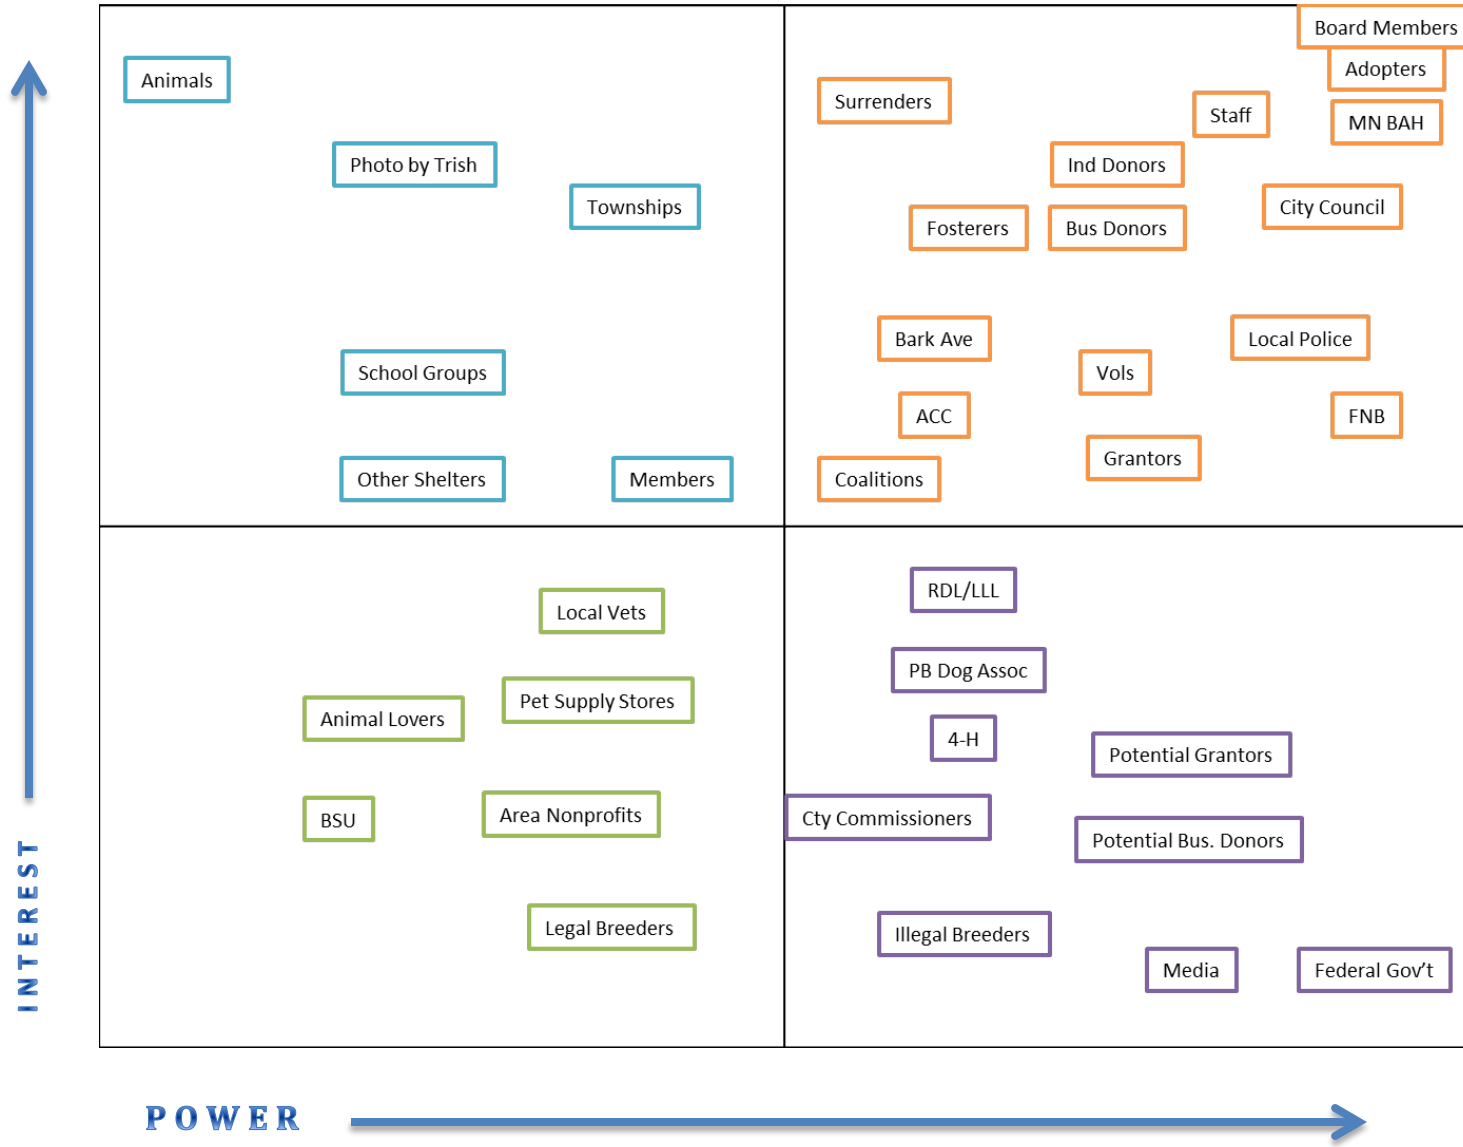 Board Members
Adopters
Animals
Surrenders
Staff
MN BAH
Photo by Trish
Ind Donors
Townships
City Council
Fosterers
Bus Donors
Bark Ave
Local Police
School Groups
Vols
ACC
FNB
Grantors
Other Shelters
Members
Coalitions
RDL/LLL
Local Vets
PB Dog Assoc
Pet Supply Stores
Animal Lovers
4-H
Potential Grantors
BSU
Area Nonprofits
Cty Commissioners
Potential Bus. Donors
Legal Breeders
Illegal Breeders
Media
Federal Gov't
INTEREST
POWER